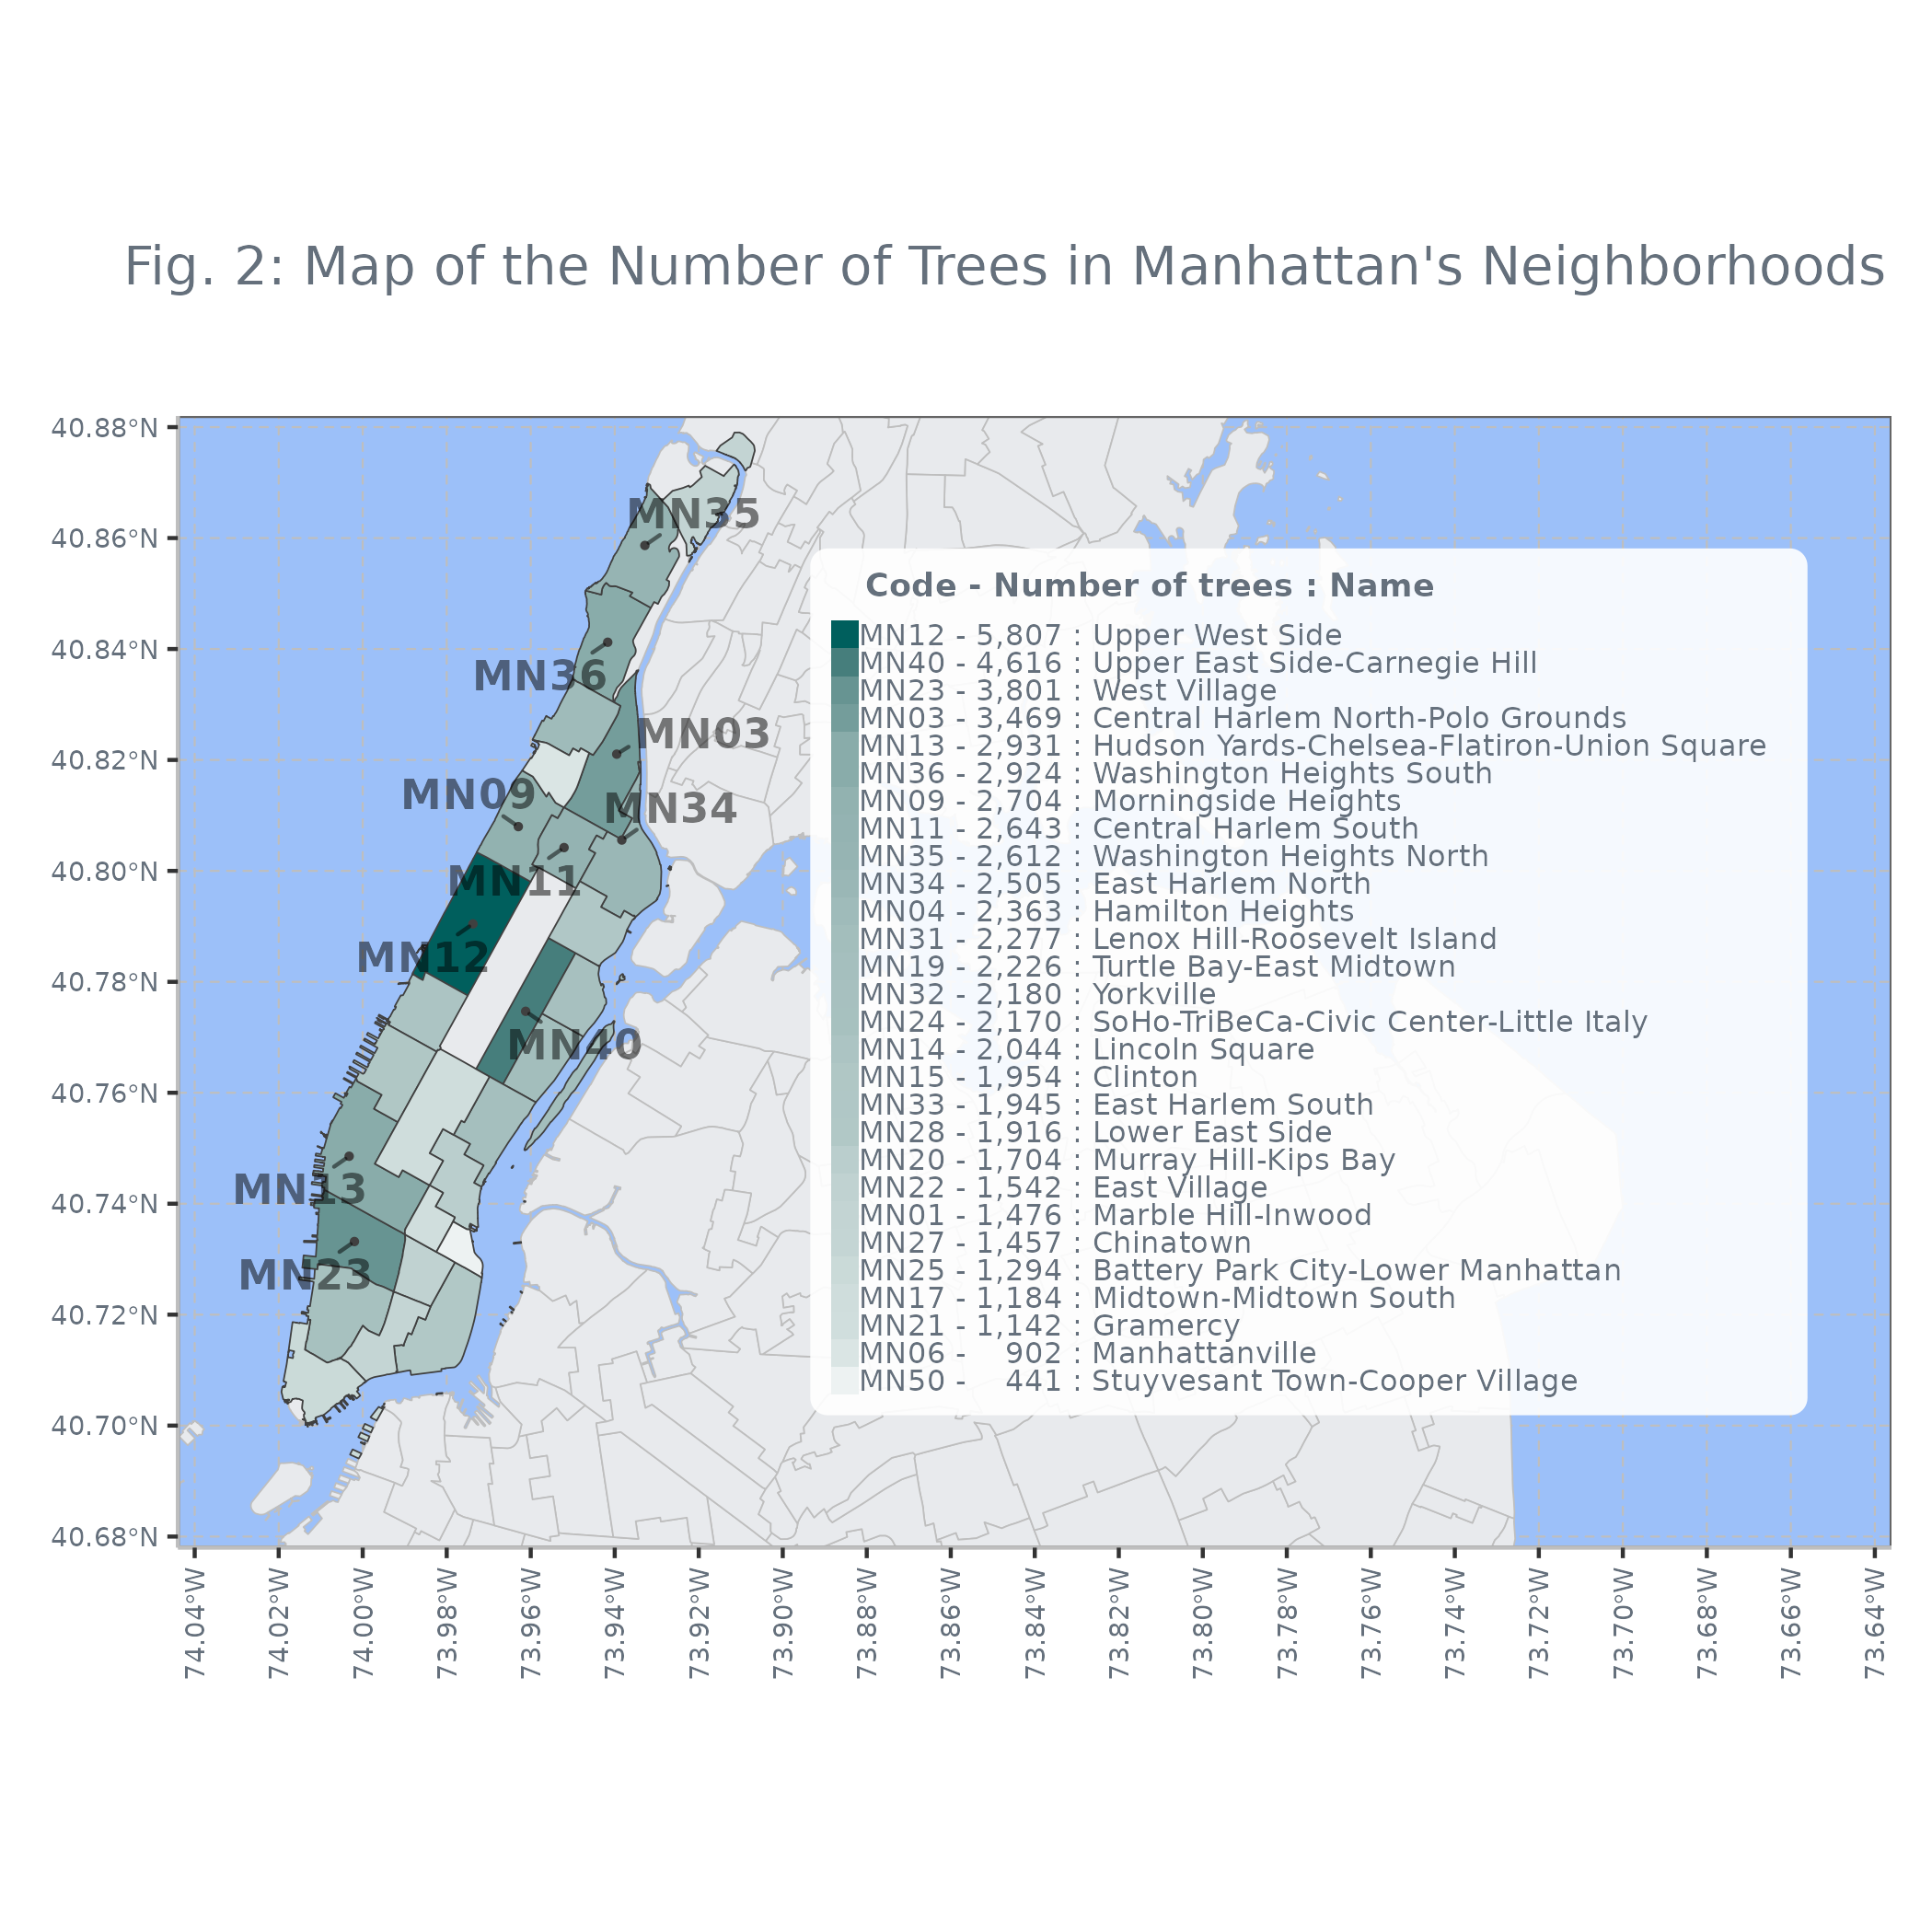 Fig. 2: Map of the Number of Trees in Manhattan's Neighborhoods
40.88°N
40.86°N
40.84°N
40.82°N
40.80°N
40.78°N
40.76°N
40.74°N
40.72°N
40.70°N
40.68°N
MN35
MN36
MN03
MN09
MN34
MN11
MN12
MN40
MN13
MN23
Code - Number of trees : Name
MN12 - 5,807 : Upper West Side
MN40 - 4,616 : Upper East Side-Carnegie Hill
MN23 - 3,801 : West Village
MN03 - 3,469 : Central Harlem North-Polo Grounds
MN13 - 2,931 : Hudson Yards-Chelsea-Flatiron-Union Square
MN36 - 2,924 : Washington Heights South
MN09 - 2,704 : Morningside Heights
MN11 - 2,643 : Central Harlem South
MN35 - 2,612 : Washington Heights North
MN34 - 2,505 : East Harlem North
MN04 - 2,363 : Hamilton Heights
MN31 - 2,277 : Lenox Hill-Roosevelt Island
MN19 - 2,226 : Turtle Bay-East Midtown
MN32 - 2,180 : Yorkville
MN24 - 2,170 : SoHo-TriBeCa-Civic Center-Little Italy
MN14 - 2,044 : Lincoln Square
MN15 - 1,954 : Clinton
MN33 - 1,945 : East Harlem South
MN28 - 1,916 : Lower East Side
MN20 - 1,704 : Murray Hill-Kips Bay
MN22 - 1,542 : East Village
MN01 - 1,476 : Marble Hill-Inwood
MN27 - 1,457 : Chinatown
MN25 - 1,294 : Battery Park City-Lower Manhattan
MN17 - 1,184 : Midtown-Midtown South
MN21 - 1,142 : Gramercy
MN06 - 902 : Manhattanville
MN50 - 441 : Stuyvesant Town-Cooper Village
74.04°W
74.02°W
74.00°W
73.98°W
73.96°W
73.94°W
73.92°W
73.90°W
73.88°W
73.86°W
73.84°W
73.82°W
73.80°W
73.78°W
73.76°W
73.74°W
73.72°W
73.70°W
73.68°W
73.66°W
73.64°W